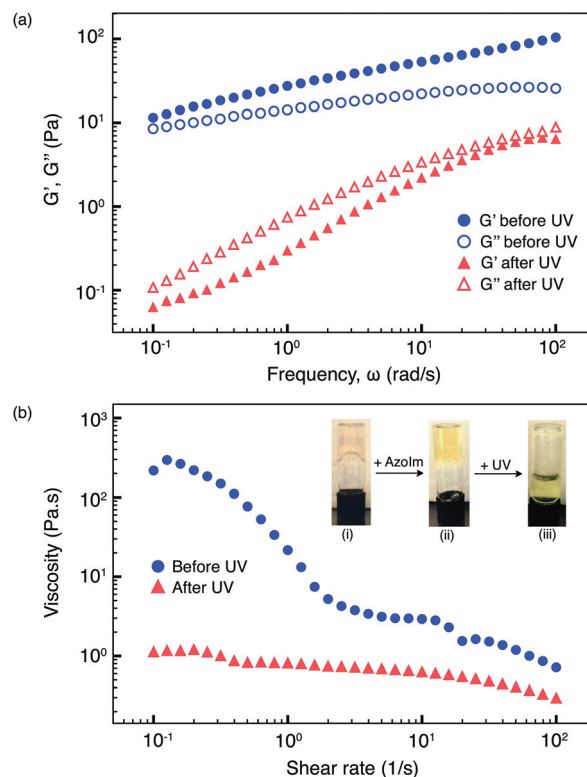 (a)
10²
10¹
10⁰
10⁻¹
G', G" (Pa)
G' before UV
G" before UV
G' after UV
G" after UV
10⁻¹ 10⁰ 10¹ 10²
Frequency, ω (rad/s)
(b)
10³
10²
10¹
10⁰
Viscosity (Pa.s)
+ AzoIm
+ UV
(i) (ii) (iii)
Before UV
After UV
10⁻¹ 10⁰ 10¹ 10²
Shear rate (1/s)